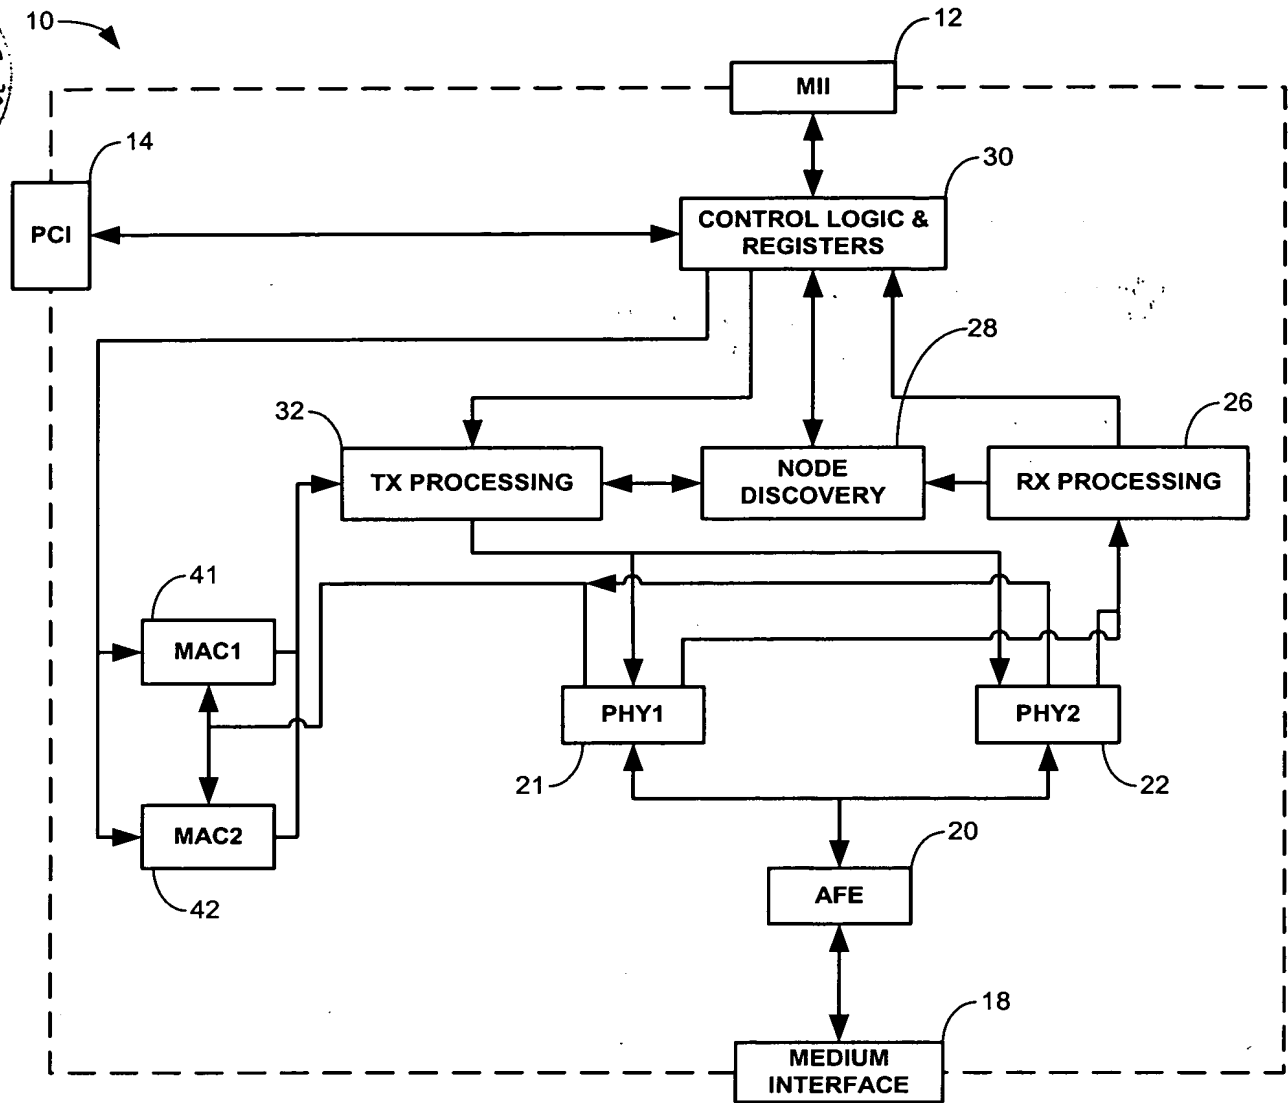 10
12
MII
14
PCI
30
CONTROL LOGIC &
REGISTERS
28
32
26
TX PROCESSING
NODE
DISCOVERY
RX PROCESSING
41
MAC1
PHY1
PHY2
21
22
MAC2
42
20
AFE
18
MEDIUM
INTERFACE